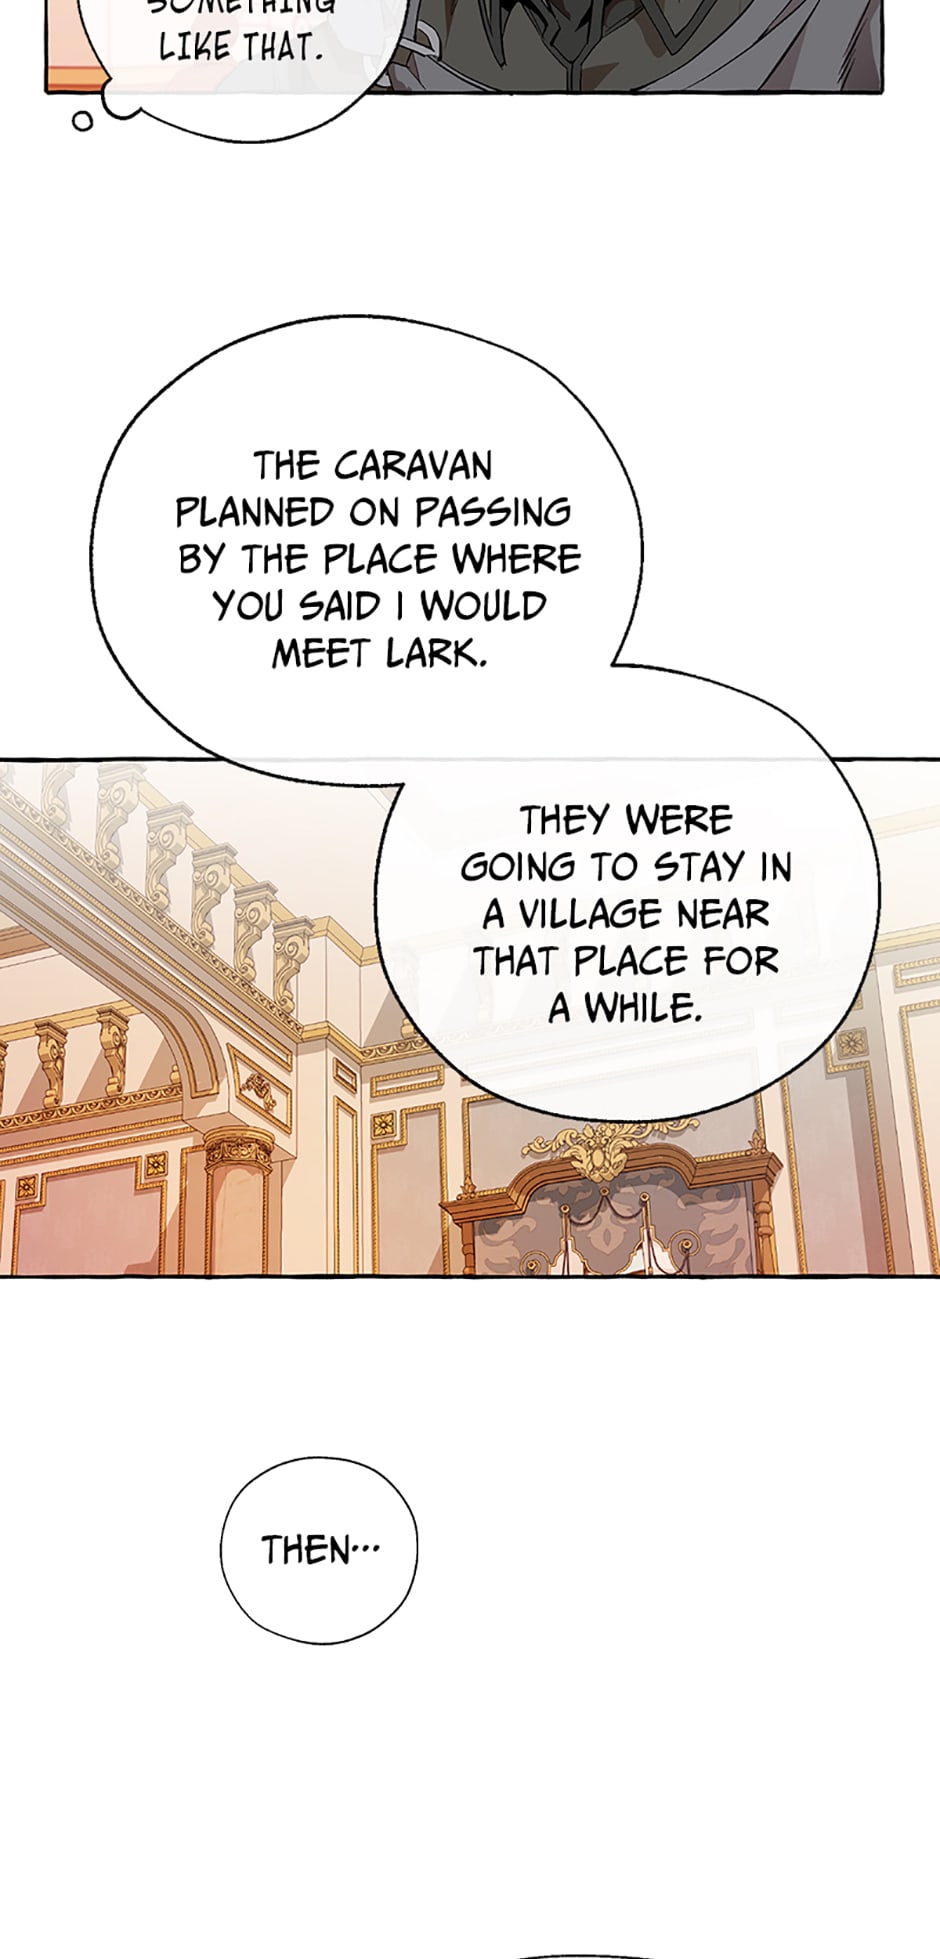 SOMETHING
LIKE THAT.
THE CARAVAN
PLANNED ON PASSING
BY THE PLACE WHERE
YOU SAID I WOULD
MEET LARK.
THEY WERE
GOING TO STAY IN
A VILLAGE NEAR
THAT PLACE FOR
A WHILE.
THEN...